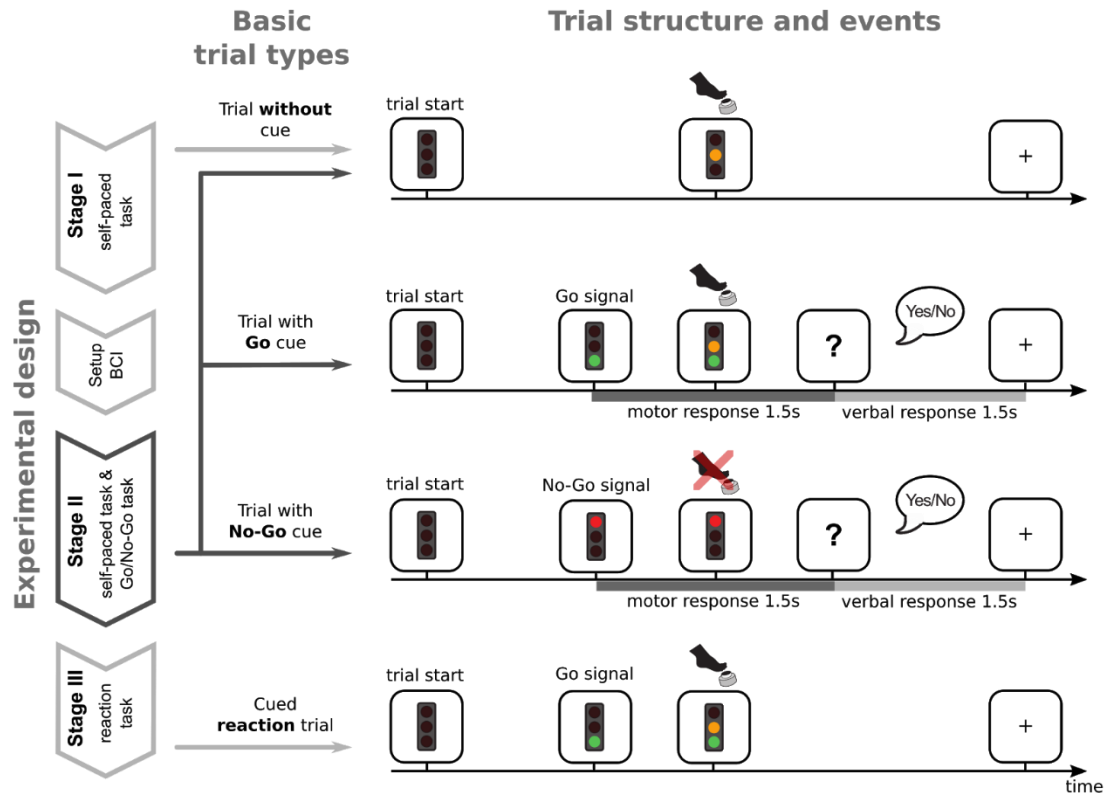 Basic
trial types
Trial structure and events
Experimental design
Stage I
self-paced
task
Trial without
cue
trial start
+
Setup
BCI
Trial with
Go cue
trial start
Go signal
?
Yes/No
+
motor response 1.5s
verbal response 1.5s
Stage II
self-paced task &
Go/No-Go task
Trial with
No-Go cue
trial start
No-Go signal
?
Yes/No
+
motor response 1.5s
verbal response 1.5s
Stage III
reaction
task
Cued
reaction trial
trial start
Go signal
+
time